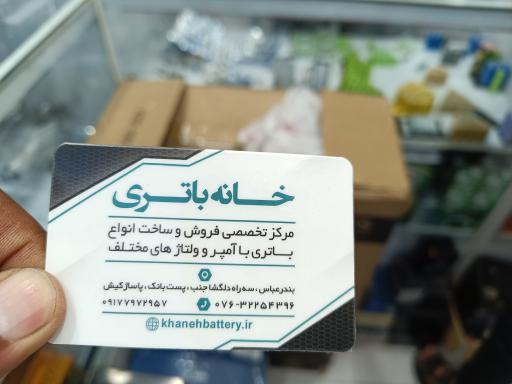 خانه باتری
مرکز تخصصی فروش و ساخت انواع
باتری با آمپر و ولتاژ های مختلف
بندرعباس، سه راه دلگشا جنب، پست بانک، پاساژ کیش
۰۷۶-۳۲۲۵۴۳۹۶ ۰۹۱۷۷۹۷۲۹۵۷
khanehbattery.ir